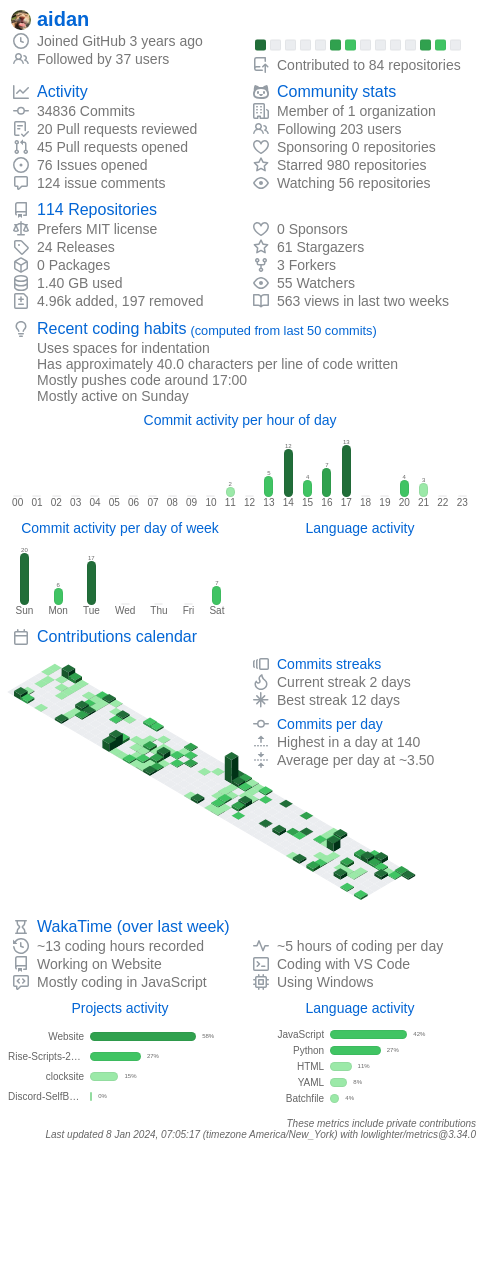 aidan
Joined GitHub 3 years ago
Followed by 37 users
Contributed to 84 repositories
Activity
34836 Commits
20 Pull requests reviewed
45 Pull requests opened
76 Issues opened
124 issue comments
Community stats
Member of 1 organization
Following 203 users
Sponsoring 0 repositories
Starred 980 repositories
Watching 56 repositories
114 Repositories
Prefers MIT license
24 Releases
0 Packages
1.40 GB used
4.96k added, 197 removed
0 Sponsors
61 Stargazers
3 Forkers
55 Watchers
563 views in last two weeks
Recent coding habits (computed from last 50 commits)
Uses spaces for indentation
Has approximately 40.0 characters per line of code written
Mostly pushes code around 17:00
Mostly active on Sunday
Commit activity per hour of day
2 5 12 4 7 13 4 3
00 01 02 03 04 05 06 07 08 09 10 11 12 13 14 15 16 17 18 19 20 21 22 23
Commit activity per day of week
20 6 17 7
Sun Mon Tue Wed Thu Fri Sat
Language activity
Contributions calendar
Commits streaks
Current streak 2 days
Best streak 12 days
Commits per day
Highest in a day at 140
Average per day at ~3.50
WakaTime (over last week)
~13 coding hours recorded
Working on Website
Mostly coding in JavaScript
~5 hours of coding per day
Coding with VS Code
Using Windows
Projects activity
Website 58%
Rise-Scripts-2... 27%
clocksite 15%
Discord-SelfB... 0%
Language activity
JavaScript 42%
Python 27%
HTML 11%
YAML 8%
Batchfile 4%
These metrics include private contributions
Last updated 8 Jan 2024, 07:05:17 (timezone America/New_York) with lowlighter/metrics@3.34.0